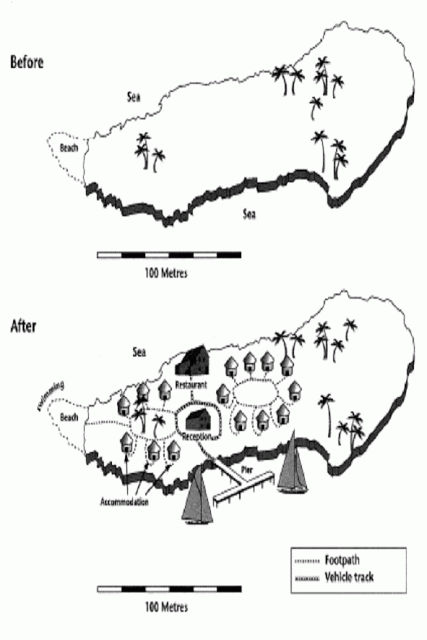 Before
Sea
Beach
Sea
100 Metres
After
Sea
Restaurant
swimming
Beach
Reception
Pier
Accommodation
Footpath
Vehicle track
100 Metres